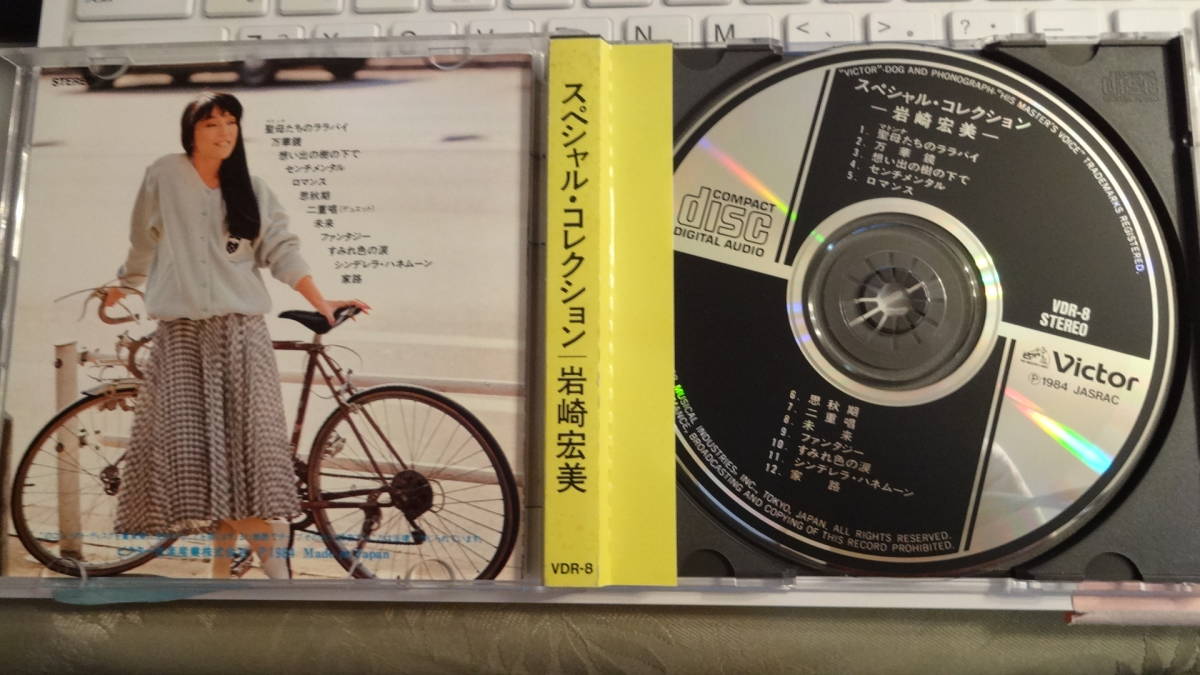 STEREO
マドンナ
聖母たちのララバイ
万華鏡
想い出の樹の下で
センチメンタル
ロマンス
思秋期
二重唱(デュエット)
未来
ファンタジー
すみれ色の涙
シンデレラ・ハネムーン
家路
Ⓟ1984 Made in Japan
スペシャル・コレクション|岩崎宏美
VDR-8
"VICTOR"-DOG AND PHONOGRAPH-"HIS MASTER'S VOICE" TRADEMARKS REGISTERED.
スペシャル・コレクション
―岩崎宏美―
マドンナ
1. 聖母たちのララバイ
2. 万華鏡
3. 想い出の樹の下で
4. センチメンタル
5. ロマンス
COMPACT
disc
DIGITAL AUDIO
VDR-8
STEREO
Victor
Ⓟ1984 JASRAC
6. 思秋期
7. 二重唱
8. 未来
9. ファンタジー
10. すみれ色の涙
11. シンデレラ・ハネムーン
12. 家路
MUSICAL INDUSTRIES, INC., TOKYO, JAPAN. ALL RIGHTS RESERVED.
BROADCASTING AND COPYING OF THIS RECORD PROHIBITED.